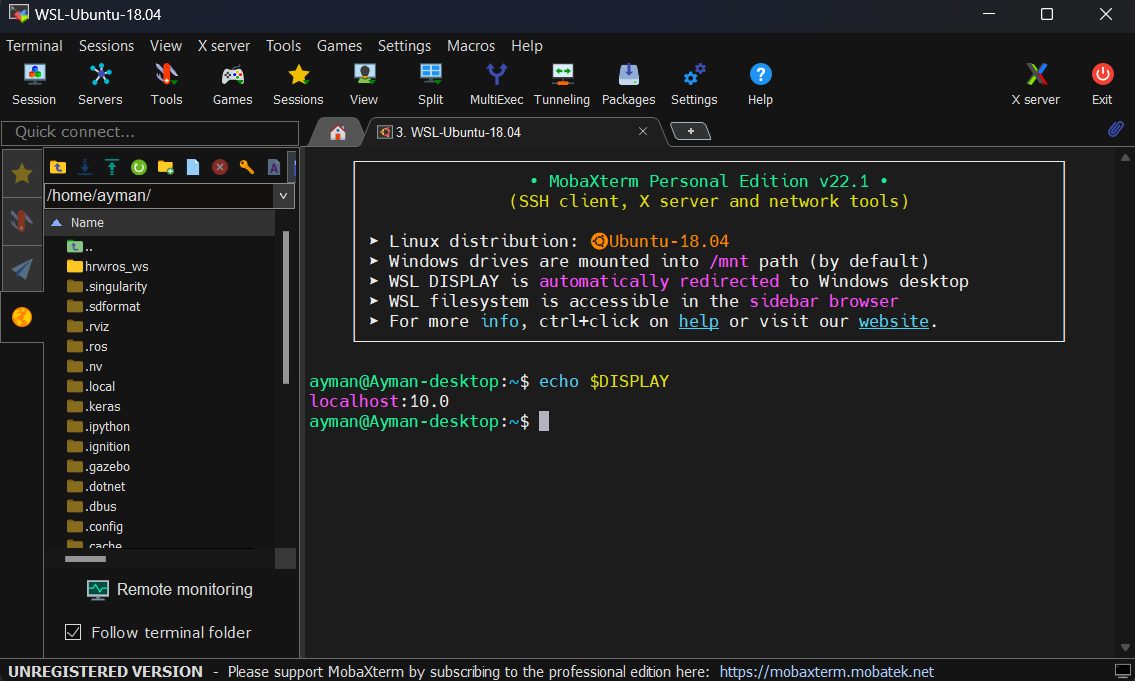 WSL-Ubuntu-18.04
Terminal Sessions View X server Tools Games Settings Macros Help
Session Servers Tools Games Sessions View Split MultiExec Tunneling Packages Settings Help X server Exit
Quick connect...
3. WSL-Ubuntu-18.04
/home/ayman/
Name
..
hrwros_ws
.singularity
.sdformat
.rviz
.ros
.nv
.local
.keras
.ipython
.ignition
.gazebo
.dotnet
.dbus
.config
.cache
Remote monitoring
Follow terminal folder
• MobaXterm Personal Edition v22.1 •
(SSH client, X server and network tools)
➤ Linux distribution: Ubuntu-18.04
➤ Windows drives are mounted into /mnt path (by default)
➤ WSL DISPLAY is automatically redirected to Windows desktop
➤ WSL filesystem is accessible in the sidebar browser
➤ For more info, ctrl+click on help or visit our website.
ayman@Ayman-desktop:~$ echo $DISPLAY
localhost:10.0
ayman@Ayman-desktop:~$
UNREGISTERED VERSION - Please support MobaXterm by subscribing to the professional edition here: https://mobaxterm.mobatek.net